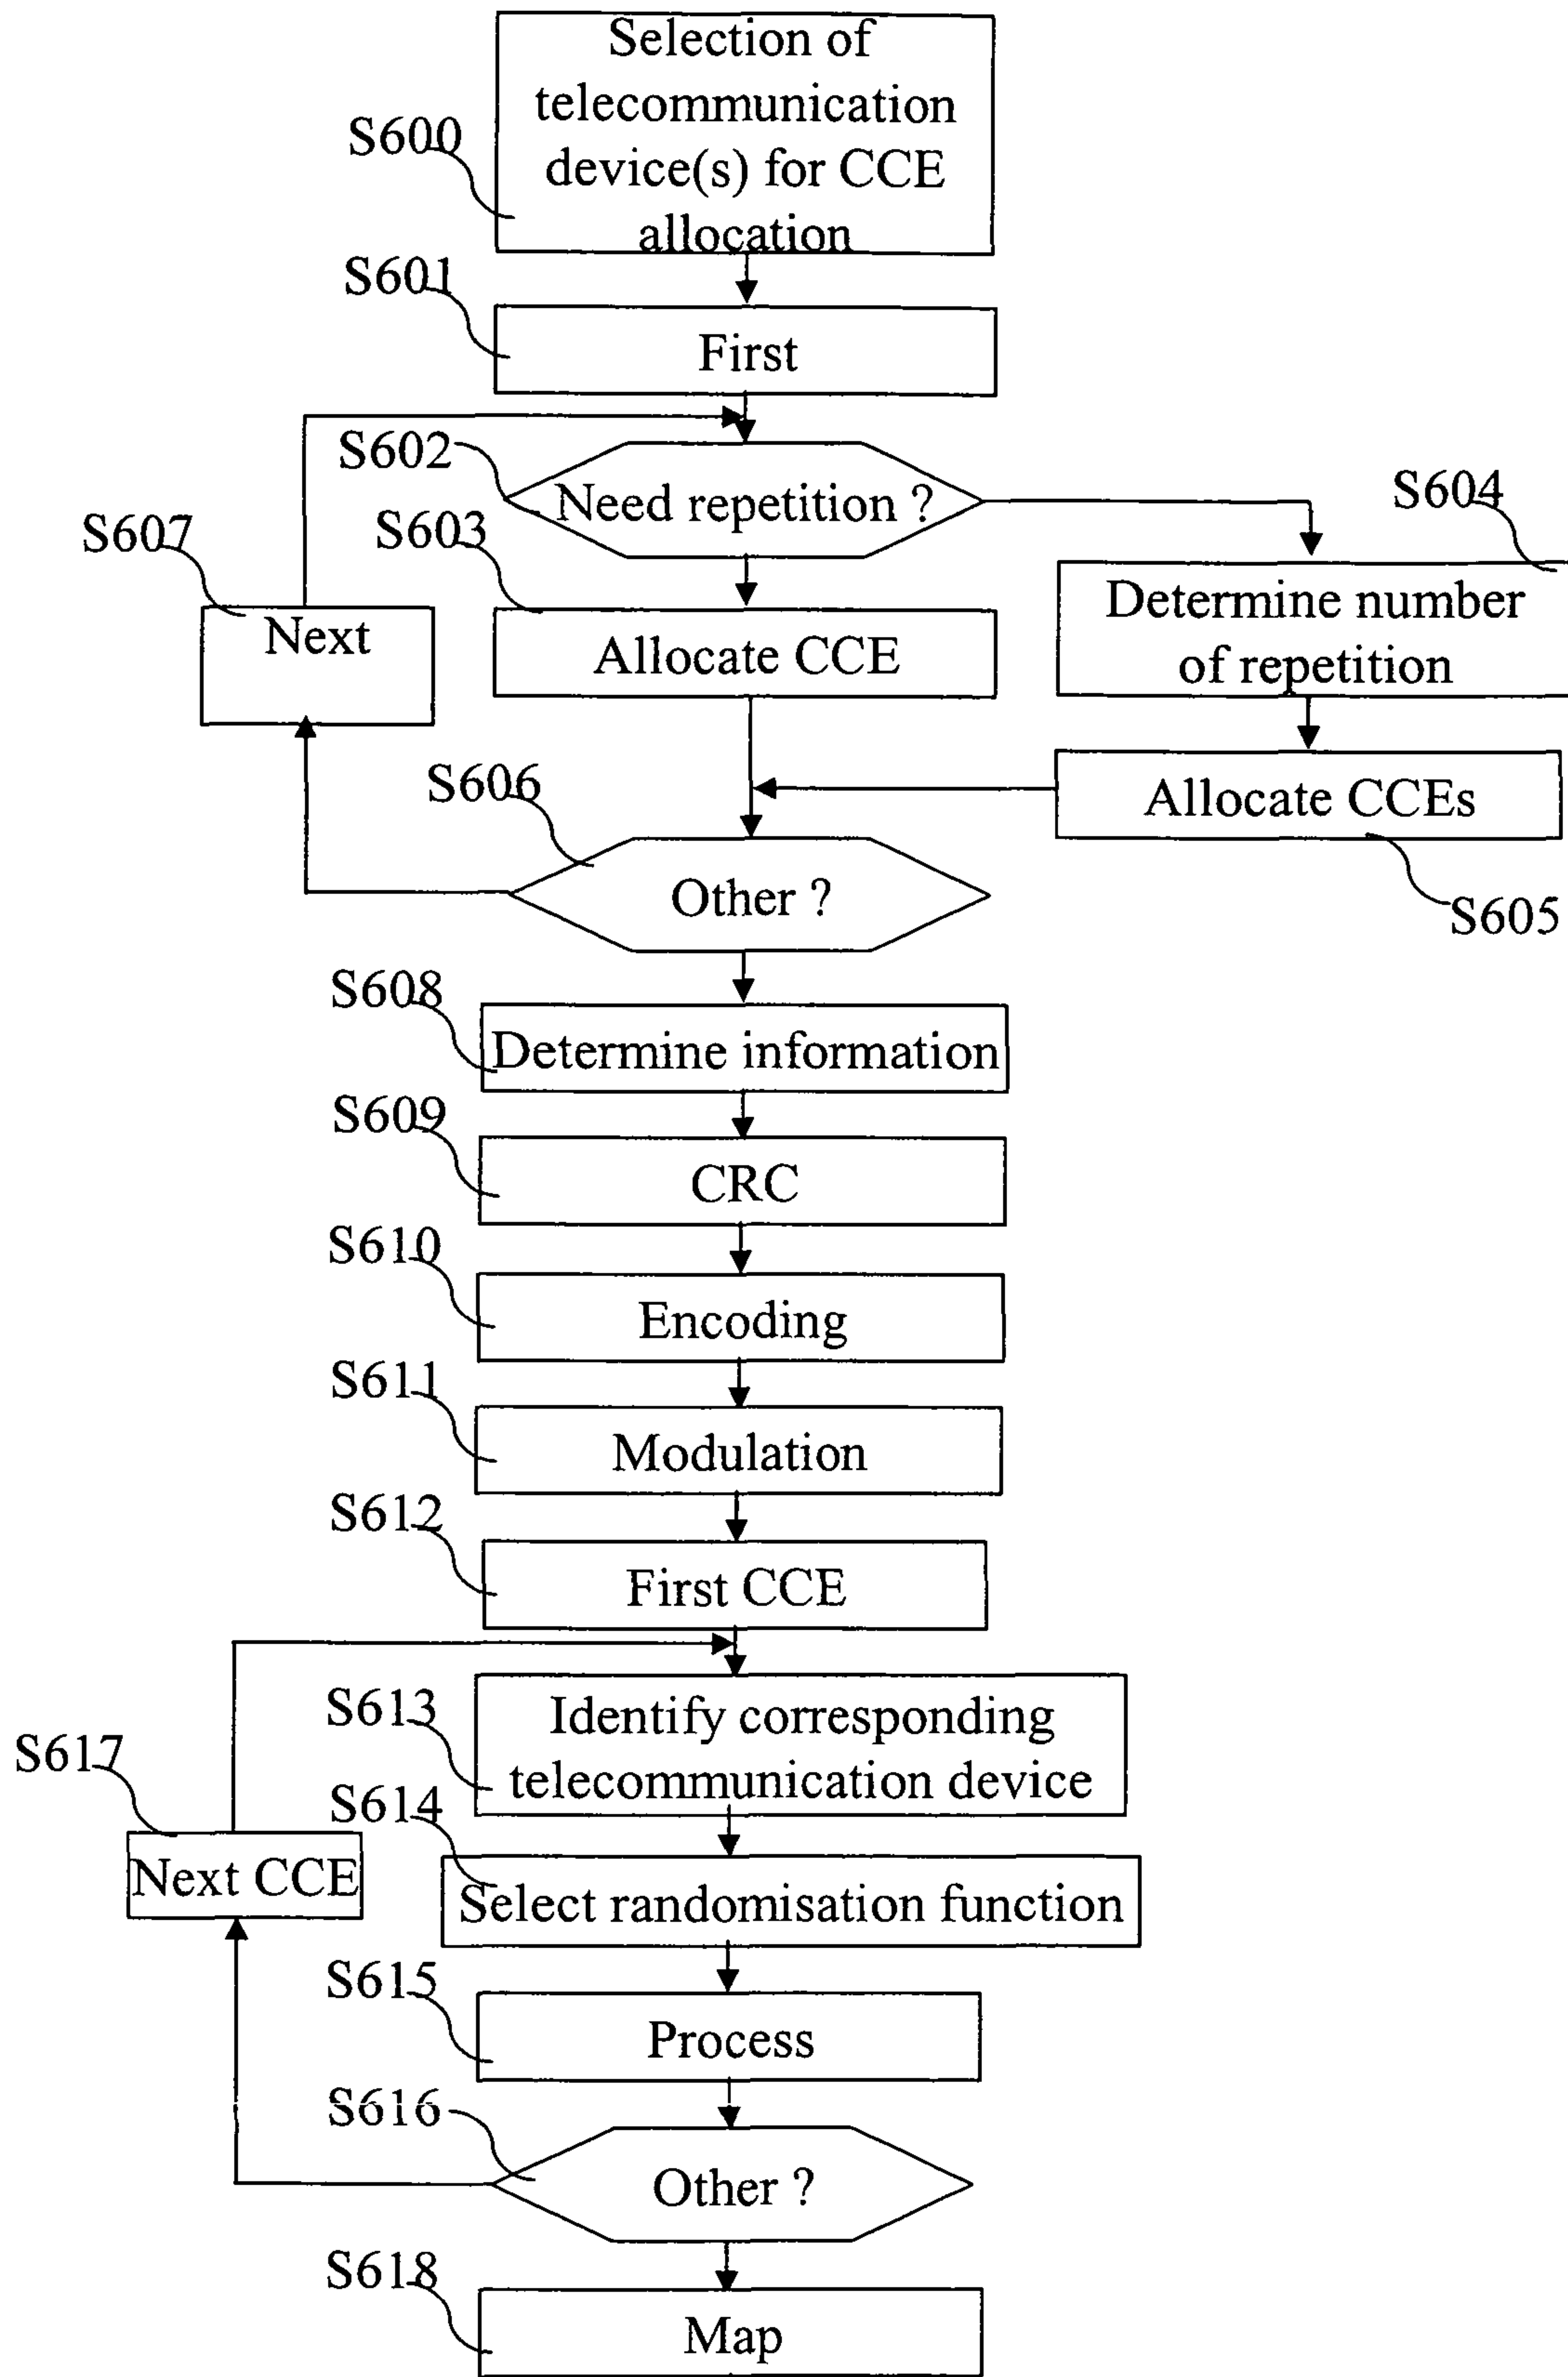 Selection of
telecommunication
device(s) for CCE
allocation
S600
S601
First
S602
Need repetition ?
S604
S607
S603
Next
Allocate CCE
Determine number
of repetition
S606
Allocate CCEs
Other ?
S605
S608
Determine information
S609
CRC
S610
Encoding
S611
Modulation
S612
First CCE
S613
Identify corresponding
telecommunication device
S617
S614
Next CCE
Select randomisation function
S615
Process
S616
Other ?
S618
Map